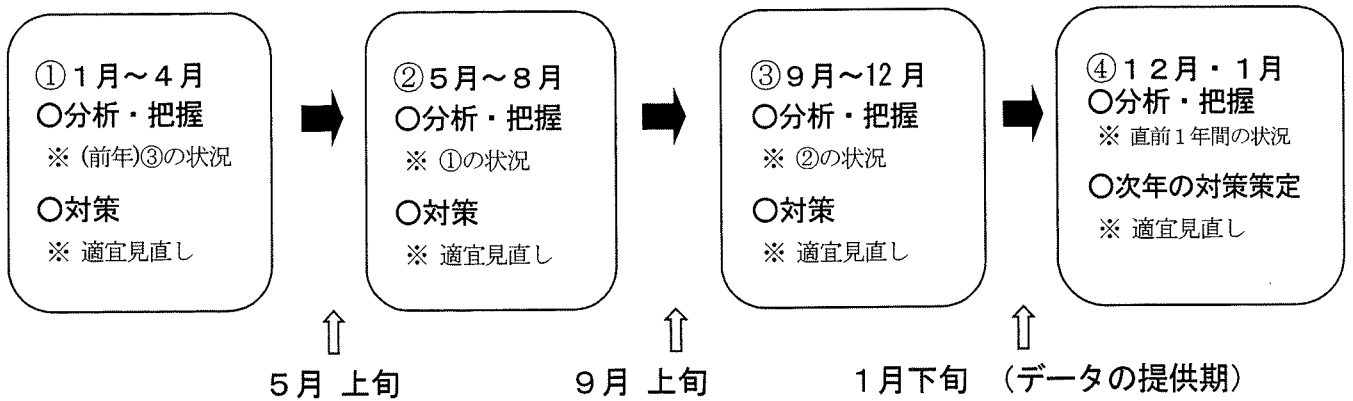 ①１月～４月
○分析・把握
※ (前年)③の状況
○対策
※ 適宜見直し
②５月～８月
○分析・把握
※ ①の状況
○対策
※ 適宜見直し
③９月～12月
○分析・把握
※ ②の状況
○対策
※ 適宜見直し
④１２月・１月
○分析・把握
※ 直前１年間の状況
○次年の対策策定
※ 適宜見直し
５月 上旬
９月 上旬
１月下旬 （データの提供期）